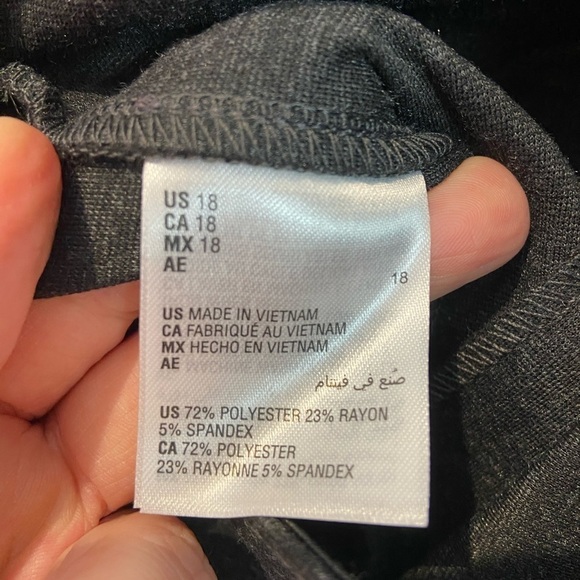 US 18
CA 18
MX 18
AE
18
US MADE IN VIETNAM
CA FABRIQUÉ AU VIETNAM
MX HECHO EN VIETNAM
AE
صُنع في فيتنام
US 72% POLYESTER 23% RAYON
5% SPANDEX
CA 72% POLYESTER
23% RAYONNE 5% SPANDEX